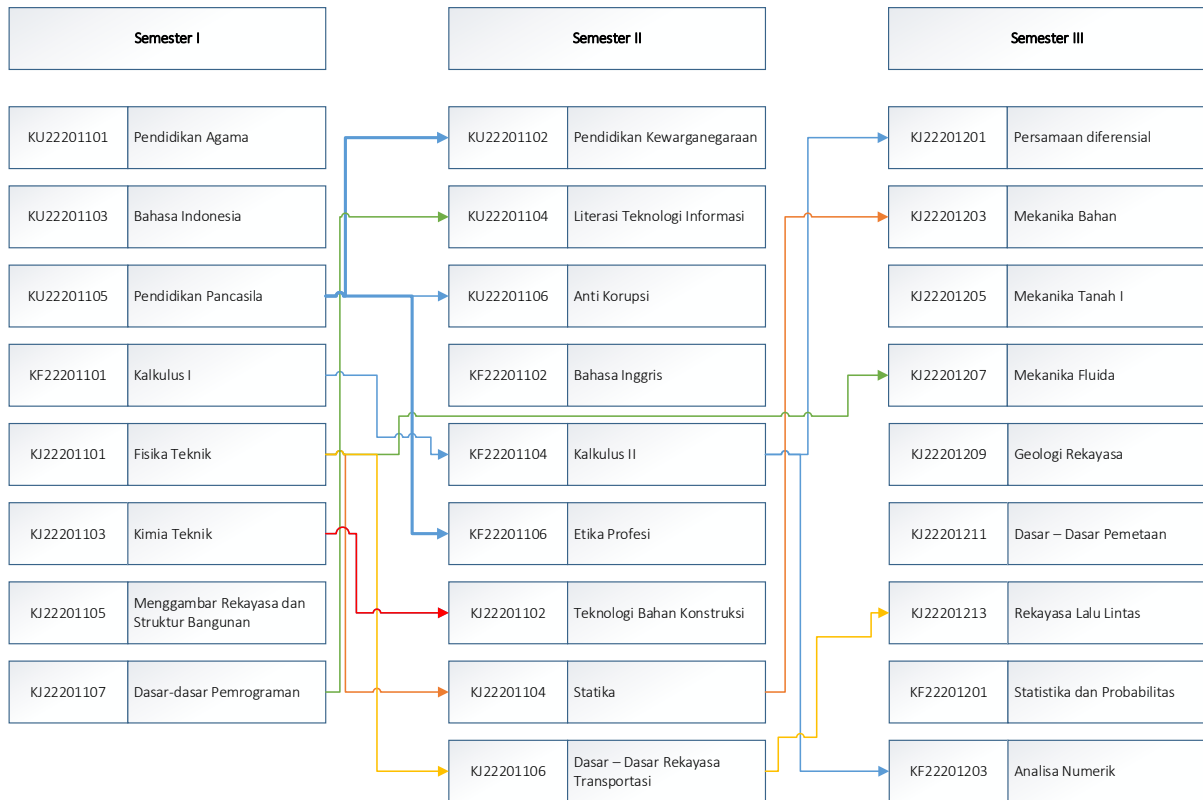 Semester I
Semester II
Semester III
KU22201101 Pendidikan Agama
KU22201102 Pendidikan Kewarganegaraan
KJ22201201 Persamaan diferensial
KU22201103 Bahasa Indonesia
KU22201104 Literasi Teknologi Informasi
KJ22201203 Mekanika Bahan
KU22201105 Pendidikan Pancasila
KU22201106 Anti Korupsi
KJ22201205 Mekanika Tanah I
KF22201101 Kalkulus I
KF22201102 Bahasa Inggris
KJ22201207 Mekanika Fluida
KJ22201101 Fisika Teknik
KF22201104 Kalkulus II
KJ22201209 Geologi Rekayasa
KJ22201103 Kimia Teknik
KF22201106 Etika Profesi
KJ22201211 Dasar – Dasar Pemetaan
KJ22201105 Menggambar Rekayasa dan
Struktur Bangunan
KJ22201102 Teknologi Bahan Konstruksi
KJ22201213 Rekayasa Lalu Lintas
KJ22201107 Dasar-dasar Pemrograman
KJ22201104 Statika
KF22201201 Statistika dan Probabilitas
KJ22201106 Dasar – Dasar Rekayasa
Transportasi
KF22201203 Analisa Numerik